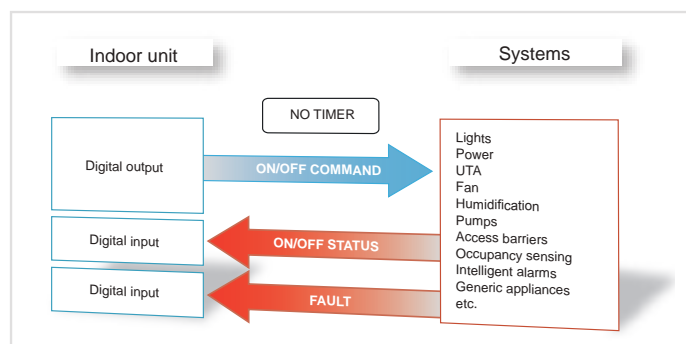 Indoor unit
Systems
NO TIMER
Digital output
ON/OFF COMMAND
Lights
Power
UTA
Fan
Humidification
Pumps
Access barriers
Occupancy sensing
Intelligent alarms
Generic appliances
etc.
Digital input
ON/OFF STATUS
Digital input
FAULT